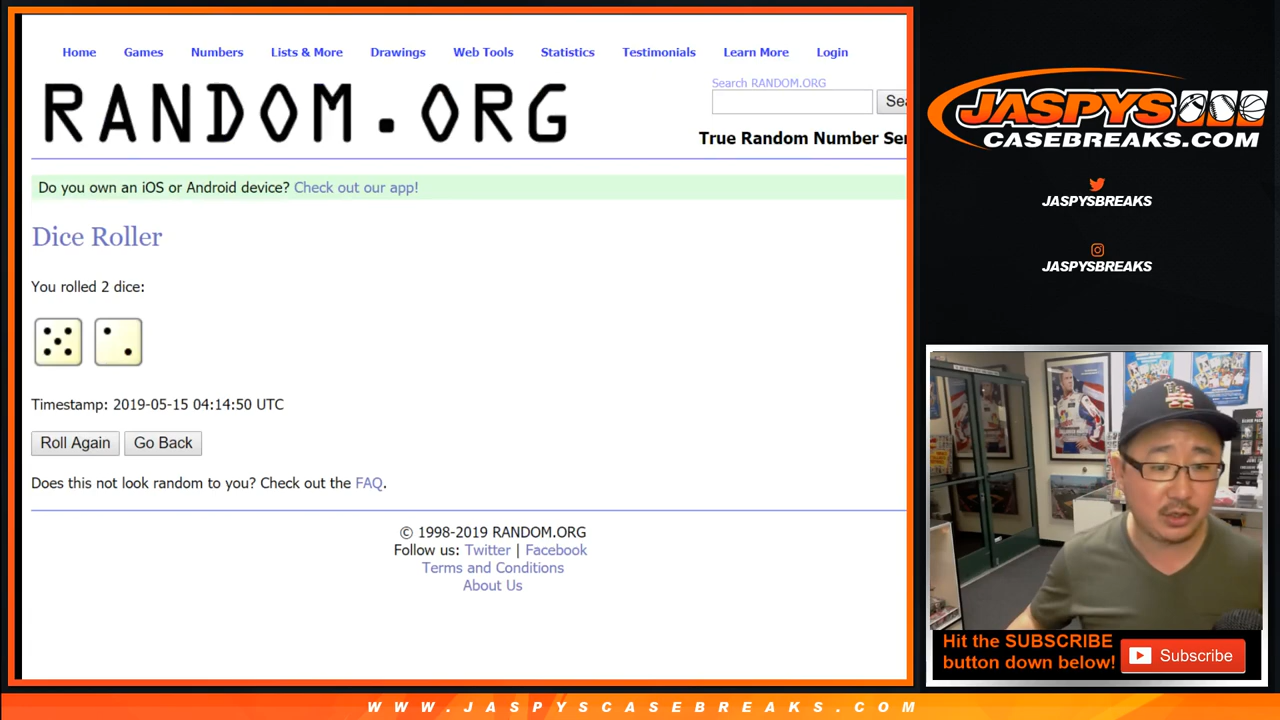 Home Games Numbers Lists & More Drawings Web Tools Statistics Testimonials Learn More Login
RANDOM.ORG
Search RANDOM.ORG
Sea
True Random Number Ser
Do you own an iOS or Android device? Check out our app!
Dice Roller
You rolled 2 dice:
Timestamp: 2019-05-15 04:14:50 UTC
Roll Again Go Back
Does this not look random to you? Check out the FAQ.
© 1998-2019 RANDOM.ORG
Follow us: Twitter | Facebook
Terms and Conditions
About Us
JASPYS
CASEBREAKS.COM
JASPYSBREAKS
JASPYSBREAKS
Hit the SUBSCRIBE
button down below!
Subscribe
WWW.JASPYSCASEBREAKS.COM